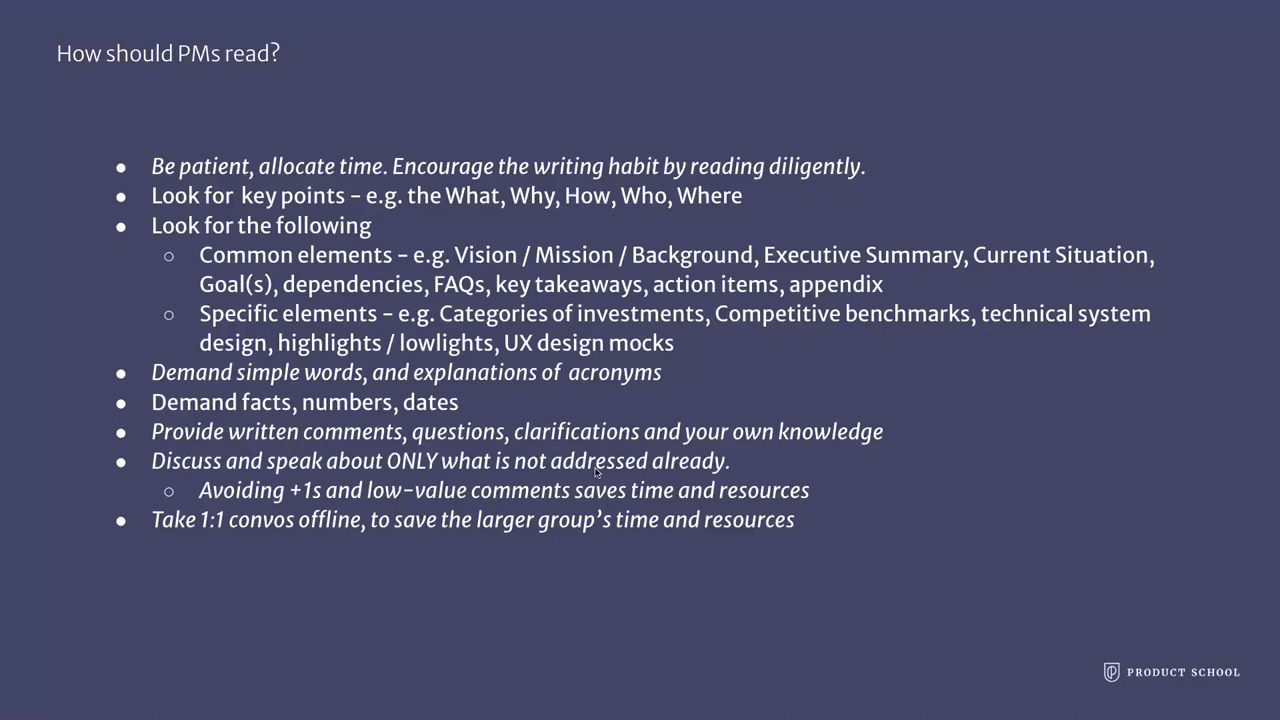 How should PMs read?
● Be patient, allocate time. Encourage the writing habit by reading diligently.
● Look for key points - e.g. the What, Why, How, Who, Where
● Look for the following
○ Common elements - e.g. Vision / Mission / Background, Executive Summary, Current Situation,
Goal(s), dependencies, FAQs, key takeaways, action items, appendix
○ Specific elements - e.g. Categories of investments, Competitive benchmarks, technical system
design, highlights / lowlights, UX design mocks
● Demand simple words, and explanations of acronyms
● Demand facts, numbers, dates
● Provide written comments, questions, clarifications and your own knowledge
● Discuss and speak about ONLY what is not addressed already.
○ Avoiding +1s and low-value comments saves time and resources
● Take 1:1 convos offline, to save the larger group’s time and resources
PRODUCT SCHOOL